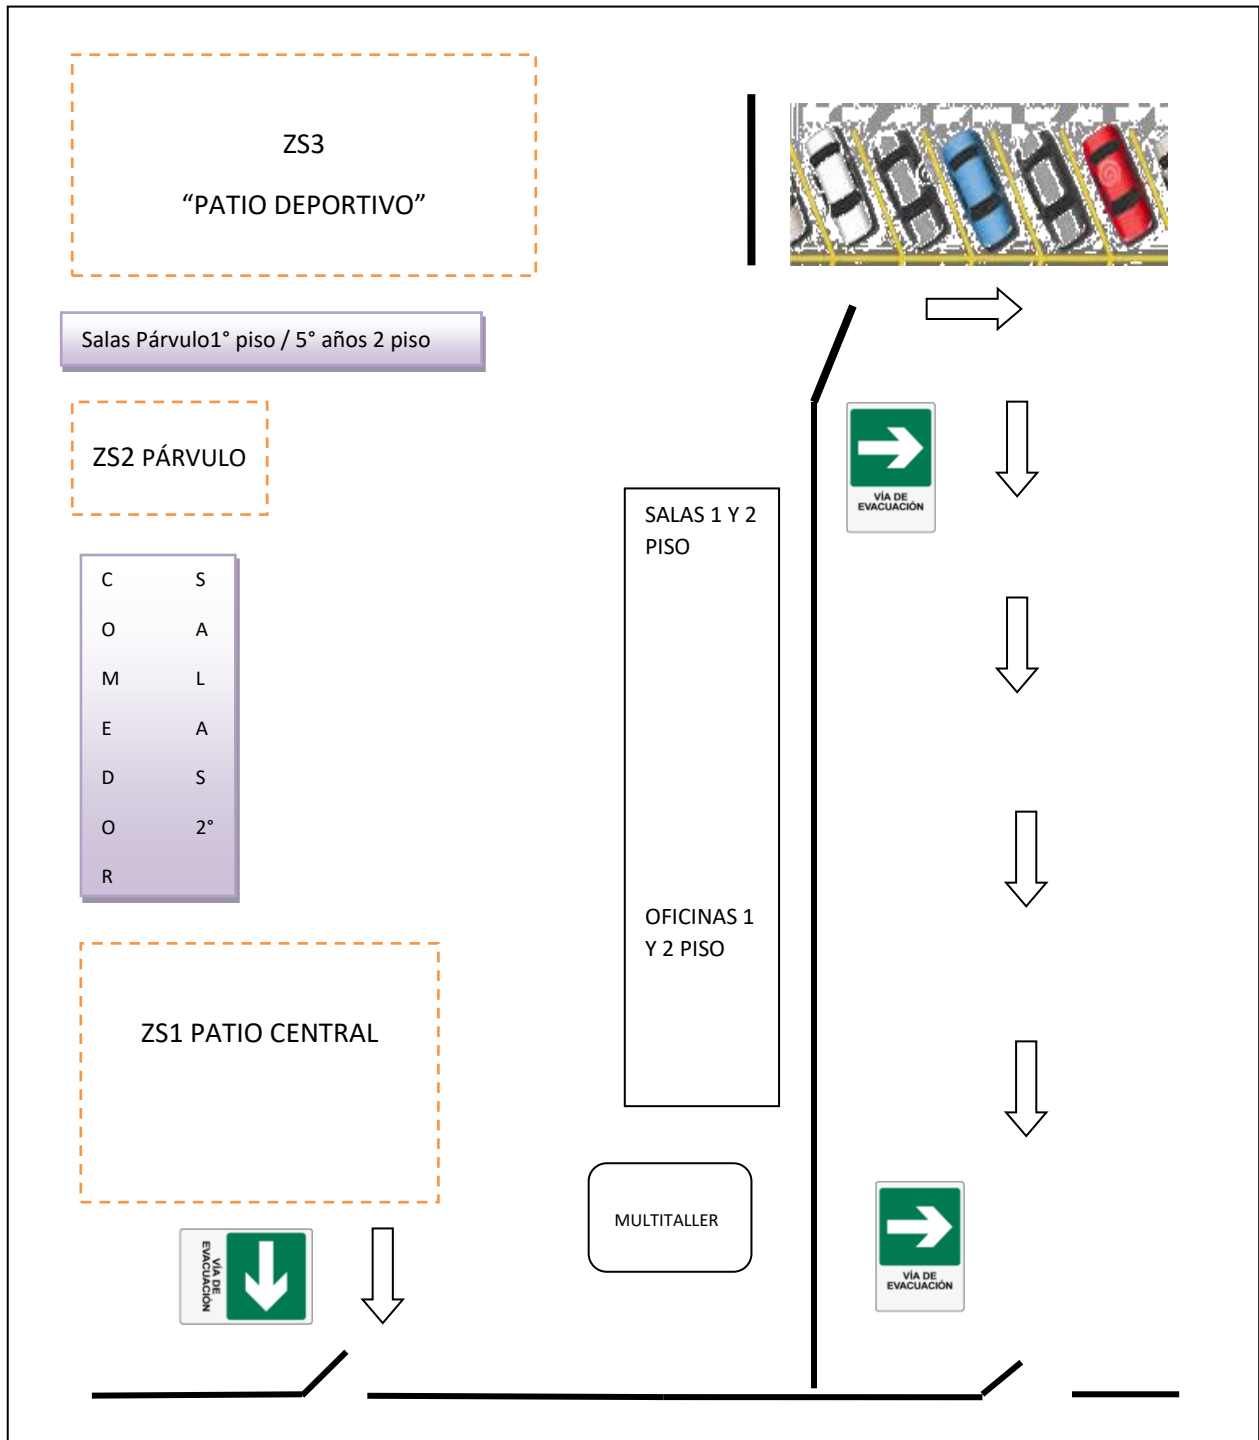 ZS3
“PATIO DEPORTIVO”
Salas Párvulo1° piso / 5° años 2 piso
ZS2 PÁRVULO
VÍA DE
EVACUACIÓN
SALAS 1 Y 2
PISO
C S
O A
M L
E A
D S
O 2°
R
OFICINAS 1
Y 2 PISO
ZS1 PATIO CENTRAL
MULTITALLER
VÍA DE
EVACUACIÓN
VÍA DE
EVACUACIÓN